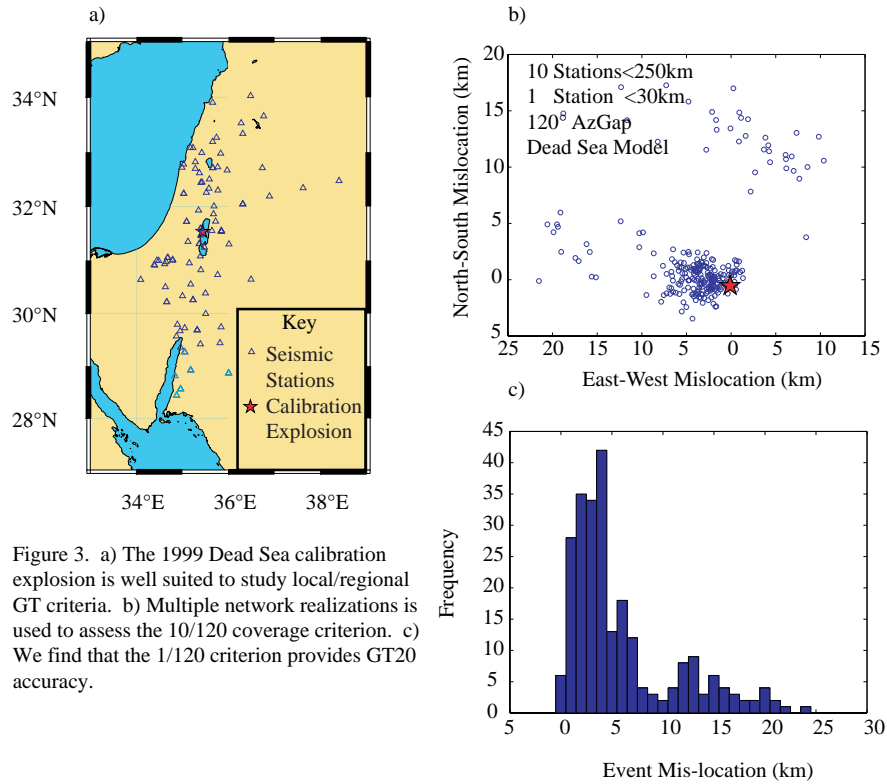 a)
34°N
32°N
30°N
28°N
34°E 36°E 38°E
Key
Seismic
Stations
Calibration
Explosion
Figure 3. a) The 1999 Dead Sea calibration
explosion is well suited to study local/regional
GT criteria. b) Multiple network realizations is
used to assess the 10/120 coverage criterion. c)
We find that the 1/120 criterion provides GT20
accuracy.
b)
10 Stations<250km
1 Station <30km
120° AzGap
Dead Sea Model
North-South Mislocation (km)
20
15
10
5
0
5
25 20 15 10 5 0 5 10 15
East-West Mislocation (km)
c)
Frequency
45
40
35
30
25
20
15
10
5
0
5 0 5 10 15 20 25 30
Event Mis-location (km)